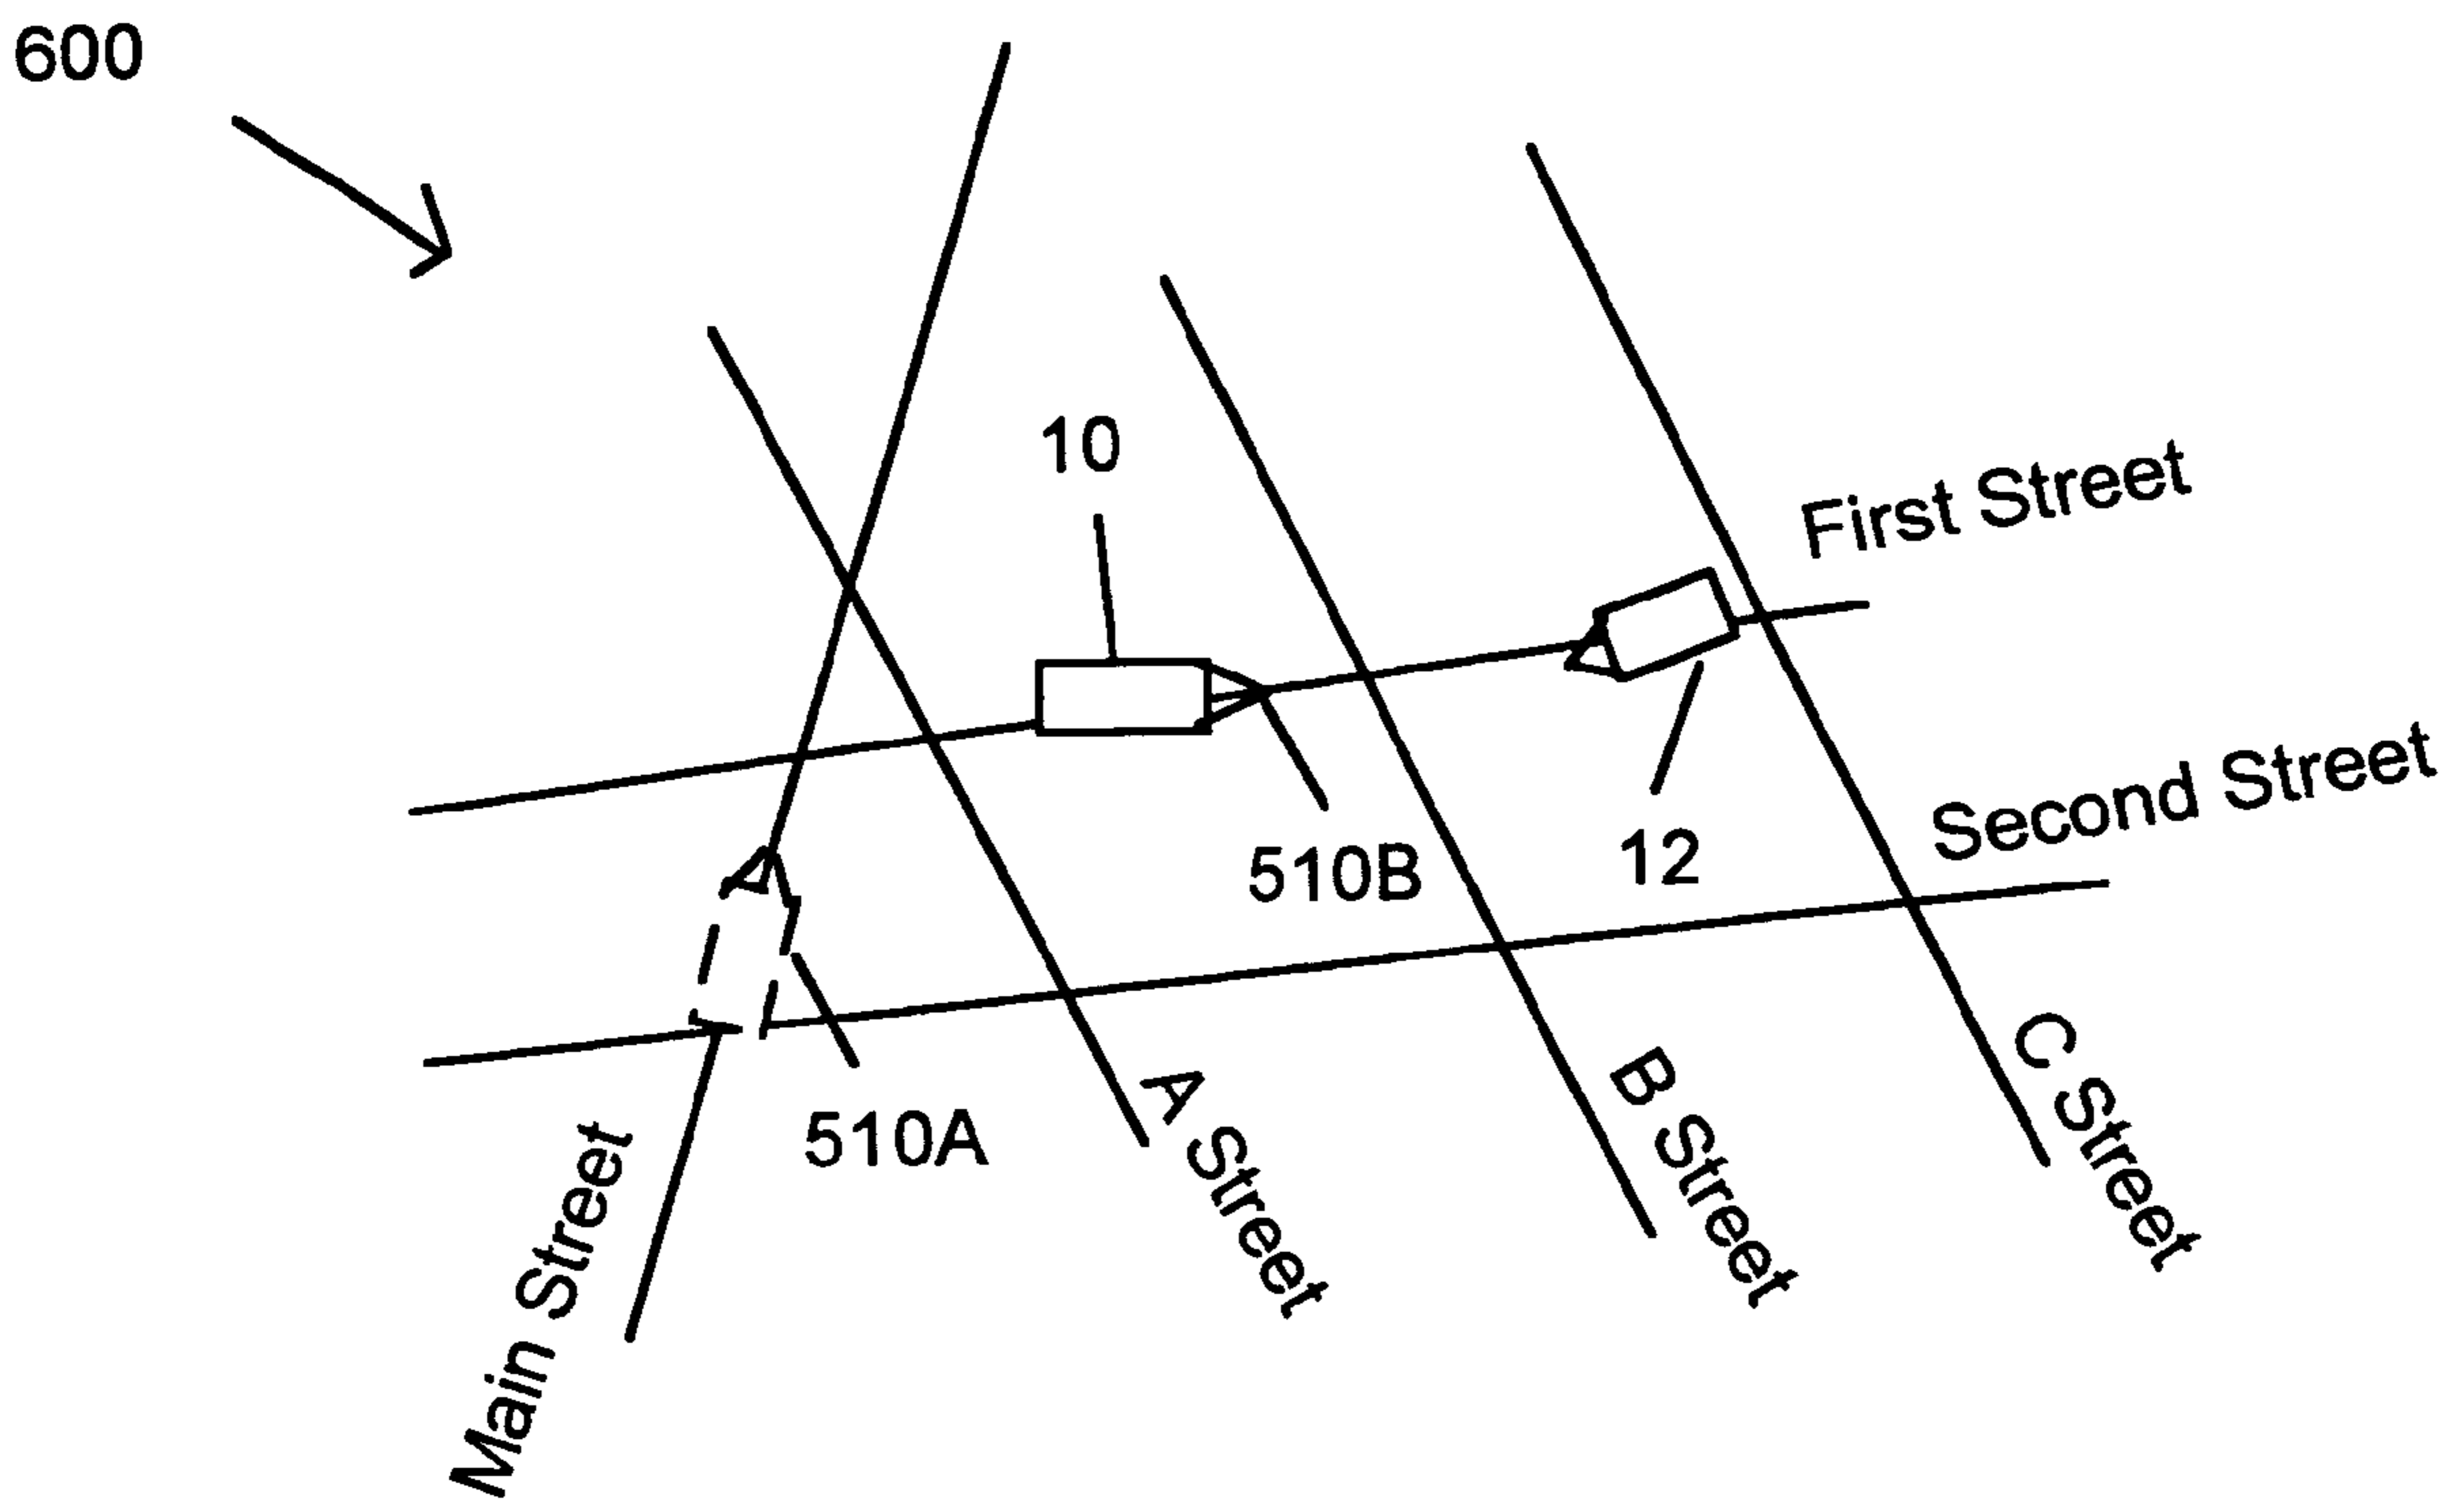 600
10
First Street
Second Street
12
510B
510A
A Street
B Street
C Street
Main Street